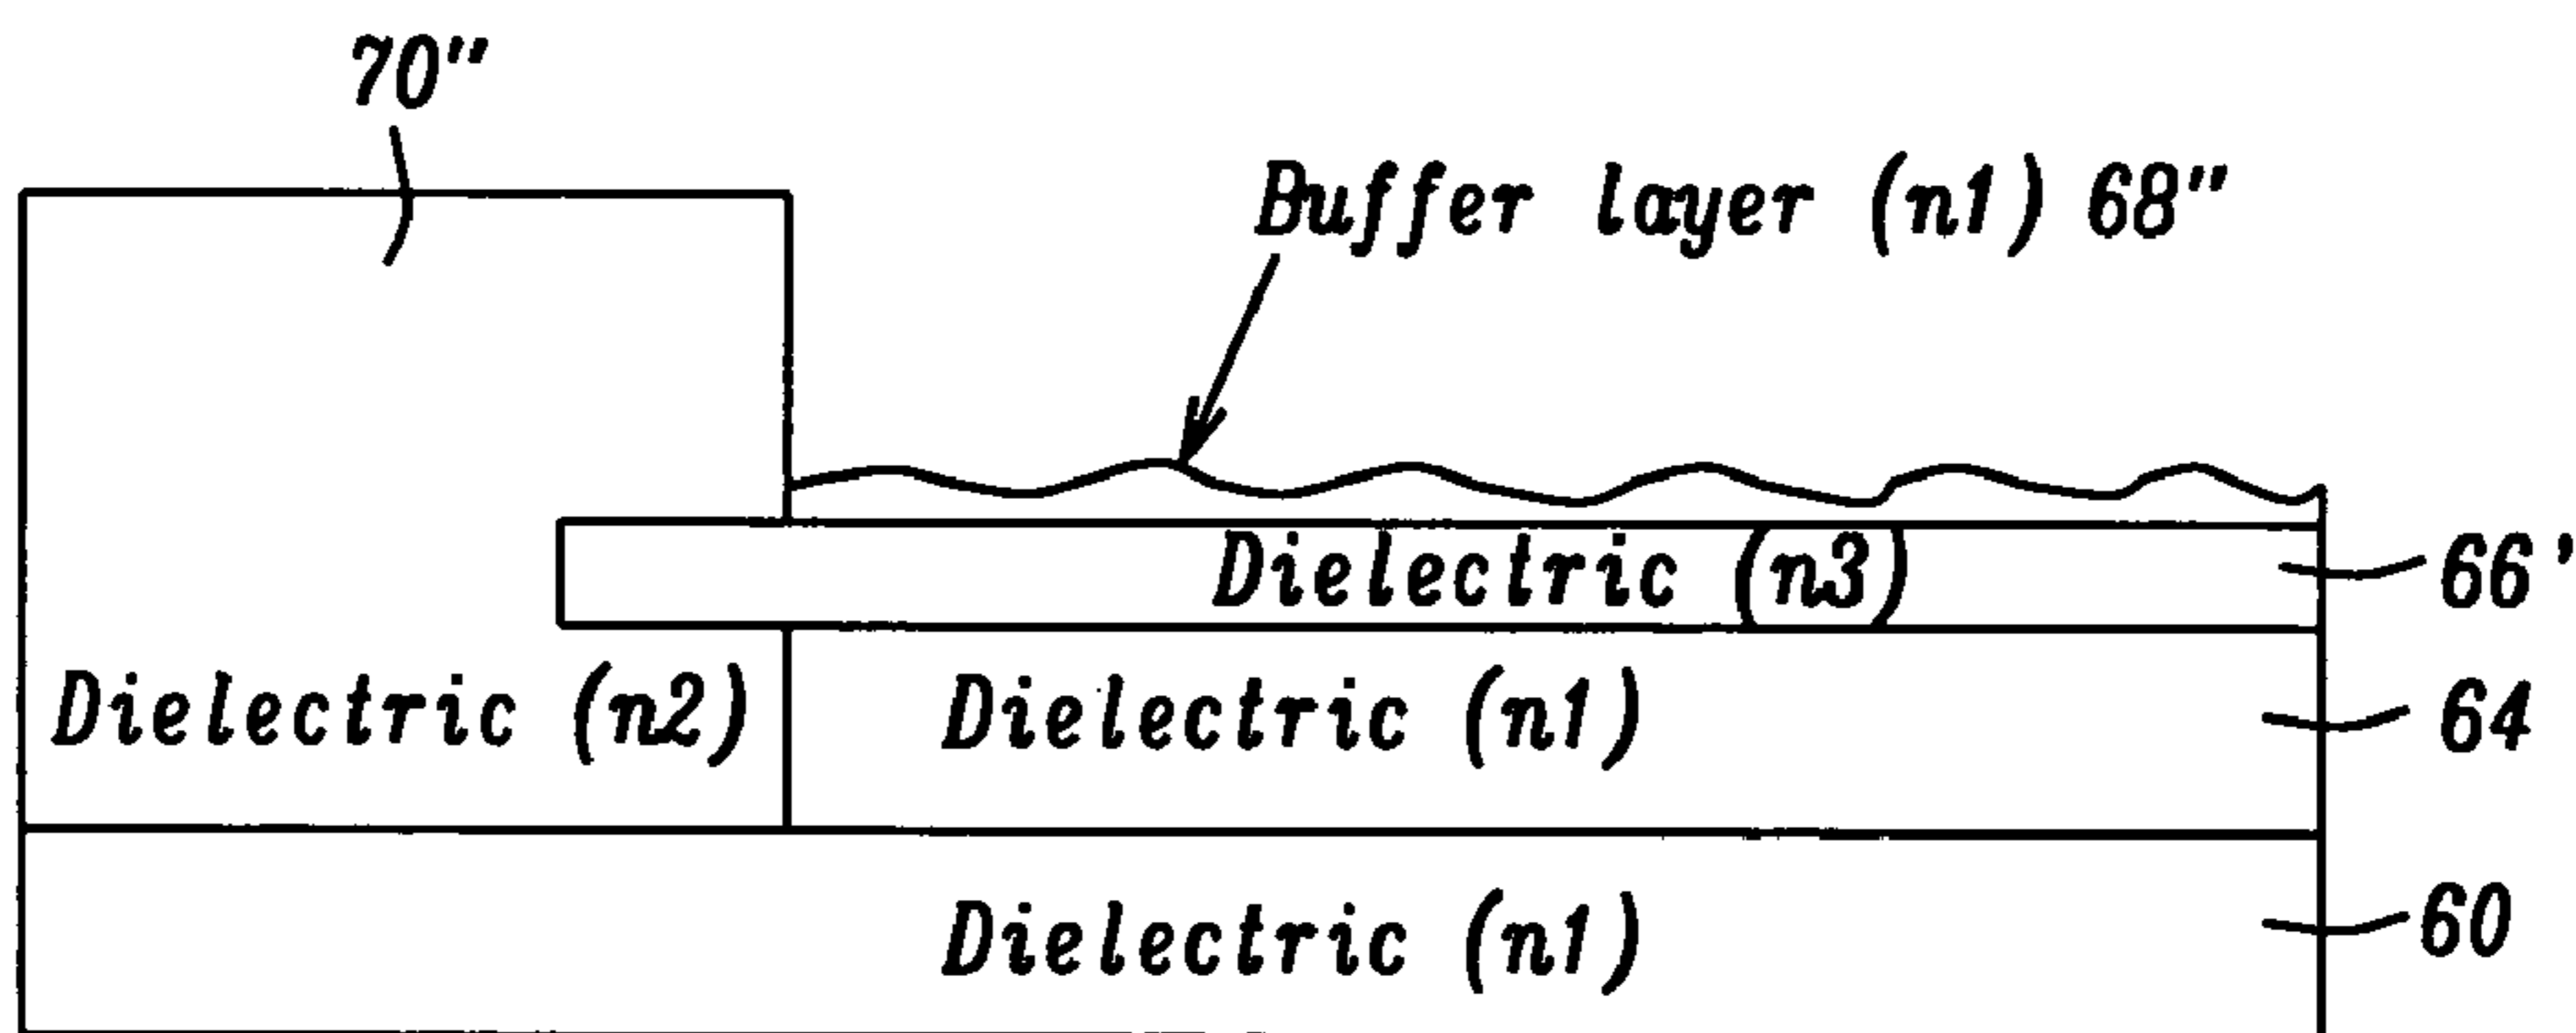 70"
Buffer layer (n1) 68"
Dielectric (n3)
66'
Dielectric (n2)
Dielectric (n1)
64
Dielectric (n1)
60